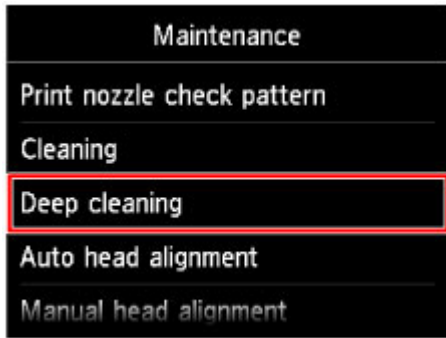 Maintenance
Print nozzle check pattern
Cleaning
Deep cleaning
Auto head alignment
Manual head alignment